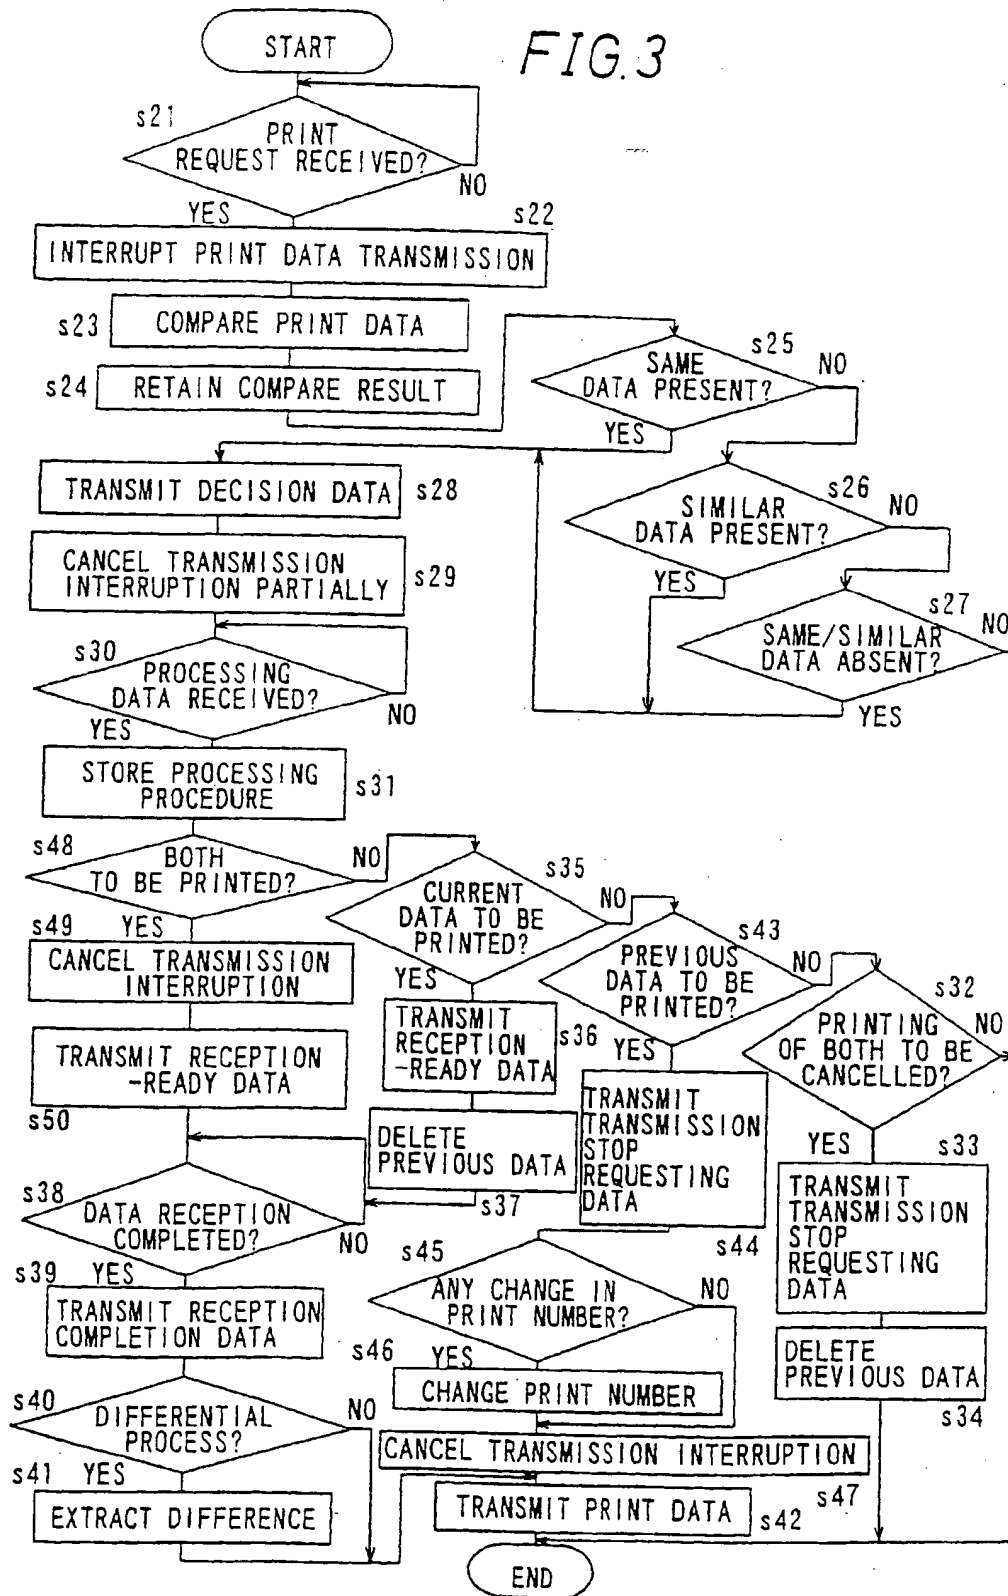 START
FIG.3
s21
PRINT
REQUEST RECEIVED?
NO
YES
s22
INTERRUPT PRINT DATA TRANSMISSION
s23
COMPARE PRINT DATA
s24
RETAIN COMPARE RESULT
s25
SAME
DATA PRESENT?
NO
YES
s26
SIMILAR
DATA PRESENT?
NO
YES
s27
SAME/SIMILAR
DATA ABSENT?
NO
YES
TRANSMIT DECISION DATA
s28
CANCEL TRANSMISSION
INTERRUPTION PARTIALLY
s29
s30
PROCESSING
DATA RECEIVED?
NO
YES
STORE PROCESSING
PROCEDURE
s31
s48
BOTH
TO BE PRINTED?
NO
YES
s49
CANCEL TRANSMISSION
INTERRUPTION
TRANSMIT RECEPTION
-READY DATA
s50
s35
CURRENT
DATA TO BE
PRINTED?
NO
YES
TRANSMIT
RECEPTION
-READY DATA
s36
DELETE
PREVIOUS DATA
s37
s43
PREVIOUS
DATA TO BE
PRINTED?
NO
YES
TRANSMIT
TRANSMISSION
STOP
REQUESTING
DATA
s44
s32
PRINTING
OF BOTH TO BE
CANCELLED?
NO
YES
s33
TRANSMIT
TRANSMISSION
STOP
REQUESTING
DATA
DELETE
PREVIOUS DATA
s34
s38
DATA RECEPTION
COMPLETED?
NO
YES
s39
TRANSMIT RECEPTION
COMPLETION DATA
s40
DIFFERENTIAL
PROCESS?
NO
YES
s41
EXTRACT DIFFERENCE
s45
ANY CHANGE IN
PRINT NUMBER?
NO
YES
s46
CHANGE PRINT NUMBER
CANCEL TRANSMISSION INTERRUPTION
s47
TRANSMIT PRINT DATA
s42
END